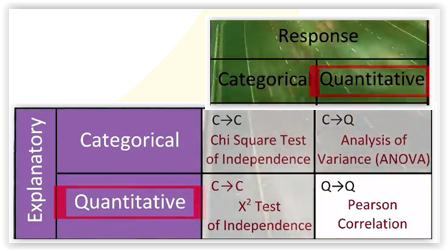 Response
Categorical Quantitative
Explanatory
Categorical
C→C
Chi Square Test
of Independence
C→Q
Analysis of
Variance (ANOVA)
Quantitative
C→C
X² Test
of Independence
Q→Q
Pearson
Correlation